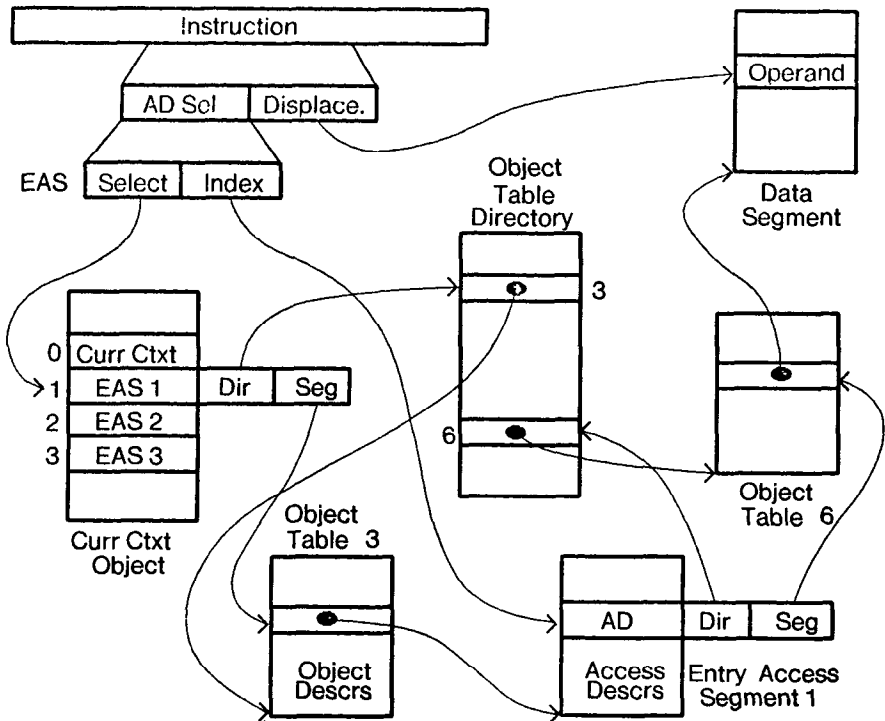 Instruction
AD Sel Displace.
EAS Select Index
Operand
Data
Segment
Object
Table
Directory
3
6
0 Curr Ctxt
1 EAS 1 Dir Seg
2 EAS 2
3 EAS 3
Curr Ctxt
Object
Object
Table 6
Object
Table 3
Object
Descrs
AD Dir Seg
Access
Descrs
Entry Access
Segment 1